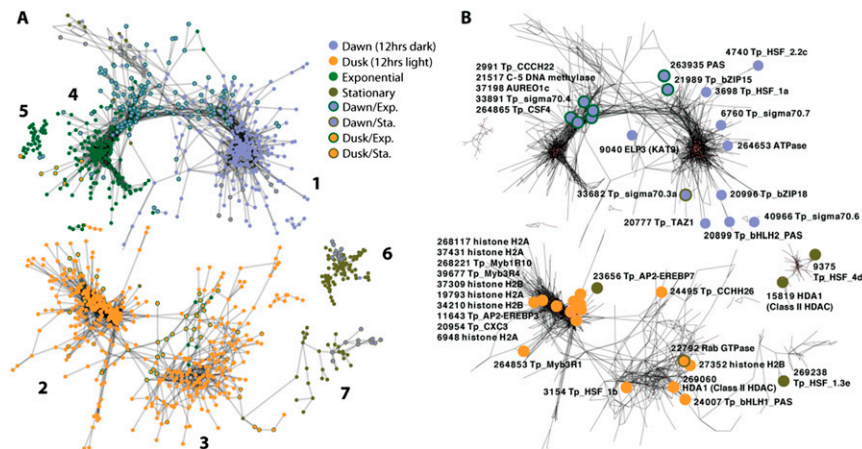 A
B
Dawn (12hrs dark)
Dusk (12hrs light)
Exponential
Stationary
Dawn/Exp.
Dawn/Sta.
Dusk/Exp.
Dusk/Sta.
5
4
1
2
3
6
7
4740 Tp_HSF_2.2c
263935 PAS
2991 Tp_CCCH22
21517 C-5 DNA methylase
37198 AUREO1c
33891 Tp_sigma70.4
264865 Tp_CSF4
21989 Tp_bZIP15
3698 Tp_HSF_1a
6760 Tp_sigma70.7
9040 ELP3 (KAT9)
264653 ATPase
33682 Tp_sigma70.3a
20996 Tp_bZIP18
20777 TAZ1
40966 Tp_sigma70.6
20899 Tp_bHLH2_PAS
268117 histone H2A
37431 histone H2A
268221 Tp_Myb1R10
39677 Tp_Myb3R4
37309 histone H2B
19793 histone H2A
34210 histone H2B
11643 Tp_AP2-EREBP3
20954 Tp_CXC3
6948 histone H2A
23656 Tp_AP2-EREBP7
24495 Tp_CCHH26
9375
Tp_HSF_4d
15819 HDA1
(Class II HDAC)
264853 Tp_Myb3R1
22792 Rab GTPase
27352 histone H2B
269060
HDA1 (Class II HDAC)
3154 Tp_HSF_1b
24007 Tp_bHLH1_PAS
269238
Tp_HSF_1.3e